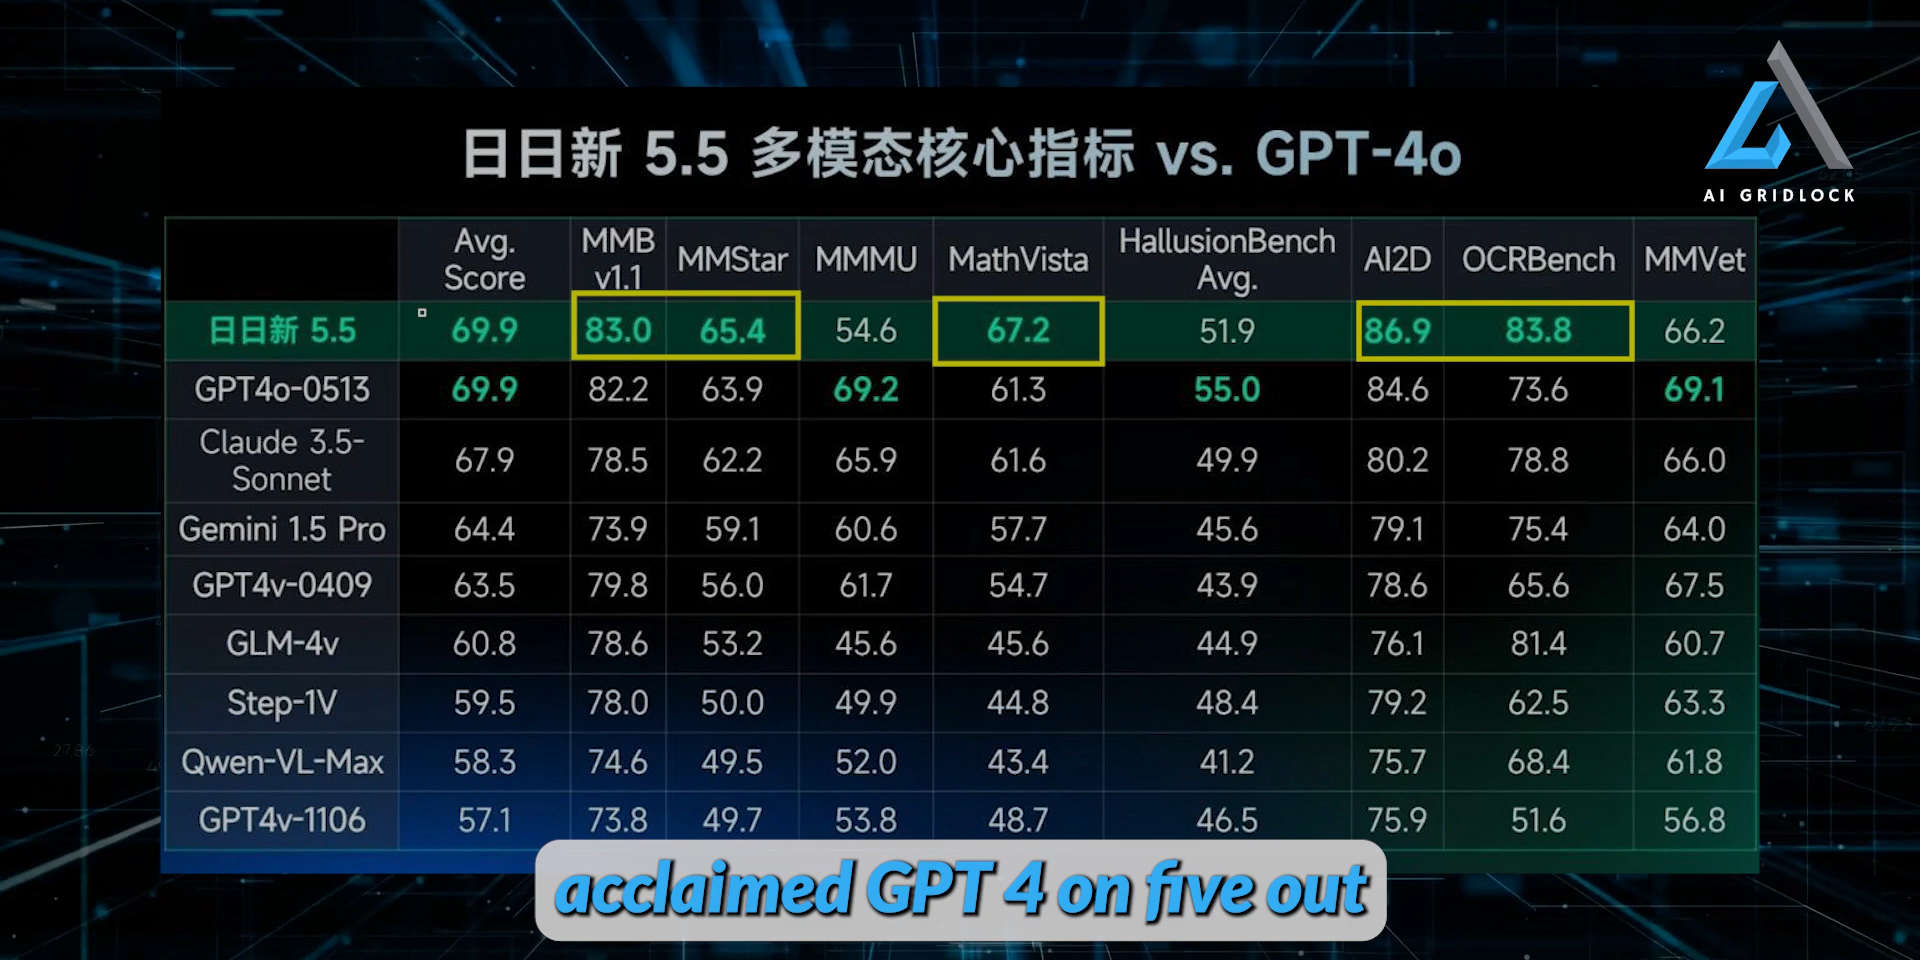 AI GRIDLOCK
日日新 5.5 多模态核心指标 vs. GPT-4o
Avg. Score MMB v1.1 MMStar MMMU MathVista HallusionBench Avg. AI2D OCRBench MMVet
日日新 5.5 69.9 83.0 65.4 54.6 67.2 51.9 86.9 83.8 66.2
GPT4o-0513 69.9 82.2 63.9 69.2 61.3 55.0 84.6 73.6 69.1
Claude 3.5-Sonnet 67.9 78.5 62.2 65.9 61.6 49.9 80.2 78.8 66.0
Gemini 1.5 Pro 64.4 73.9 59.1 60.6 57.7 45.6 79.1 75.4 64.0
GPT4v-0409 63.5 79.8 56.0 61.7 54.7 43.9 78.6 65.6 67.5
GLM-4v 60.8 78.6 53.2 45.6 45.6 44.9 76.1 81.4 60.7
Step-1V 59.5 78.0 50.0 49.9 44.8 48.4 79.2 62.5 63.3
Qwen-VL-Max 58.3 74.6 49.5 52.0 43.4 41.2 75.7 68.4 61.8
GPT4v-1106 57.1 73.8 49.7 53.8 48.7 46.5 75.9 51.6 56.8
acclaimed GPT 4 on five out